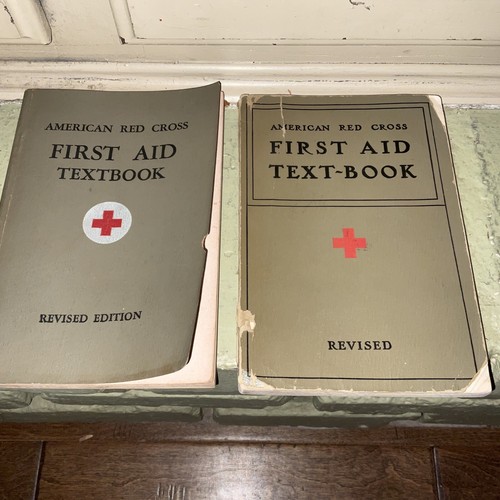 AMERICAN RED CROSS
FIRST AID
TEXTBOOK
REVISED EDITION
AMERICAN RED CROSS
FIRST AID
TEXT-BOOK
REVISED